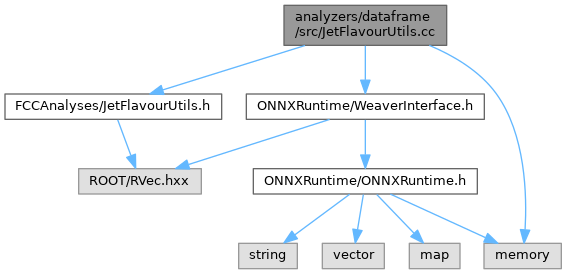 analyzers/dataframe
/src/JetFlavourUtils.cc
FCCAnalyses/JetFlavourUtils.h
ONNXRuntime/WeaverInterface.h
ROOT/RVec.hxx
ONNXRuntime/ONNXRuntime.h
string
vector
map
memory